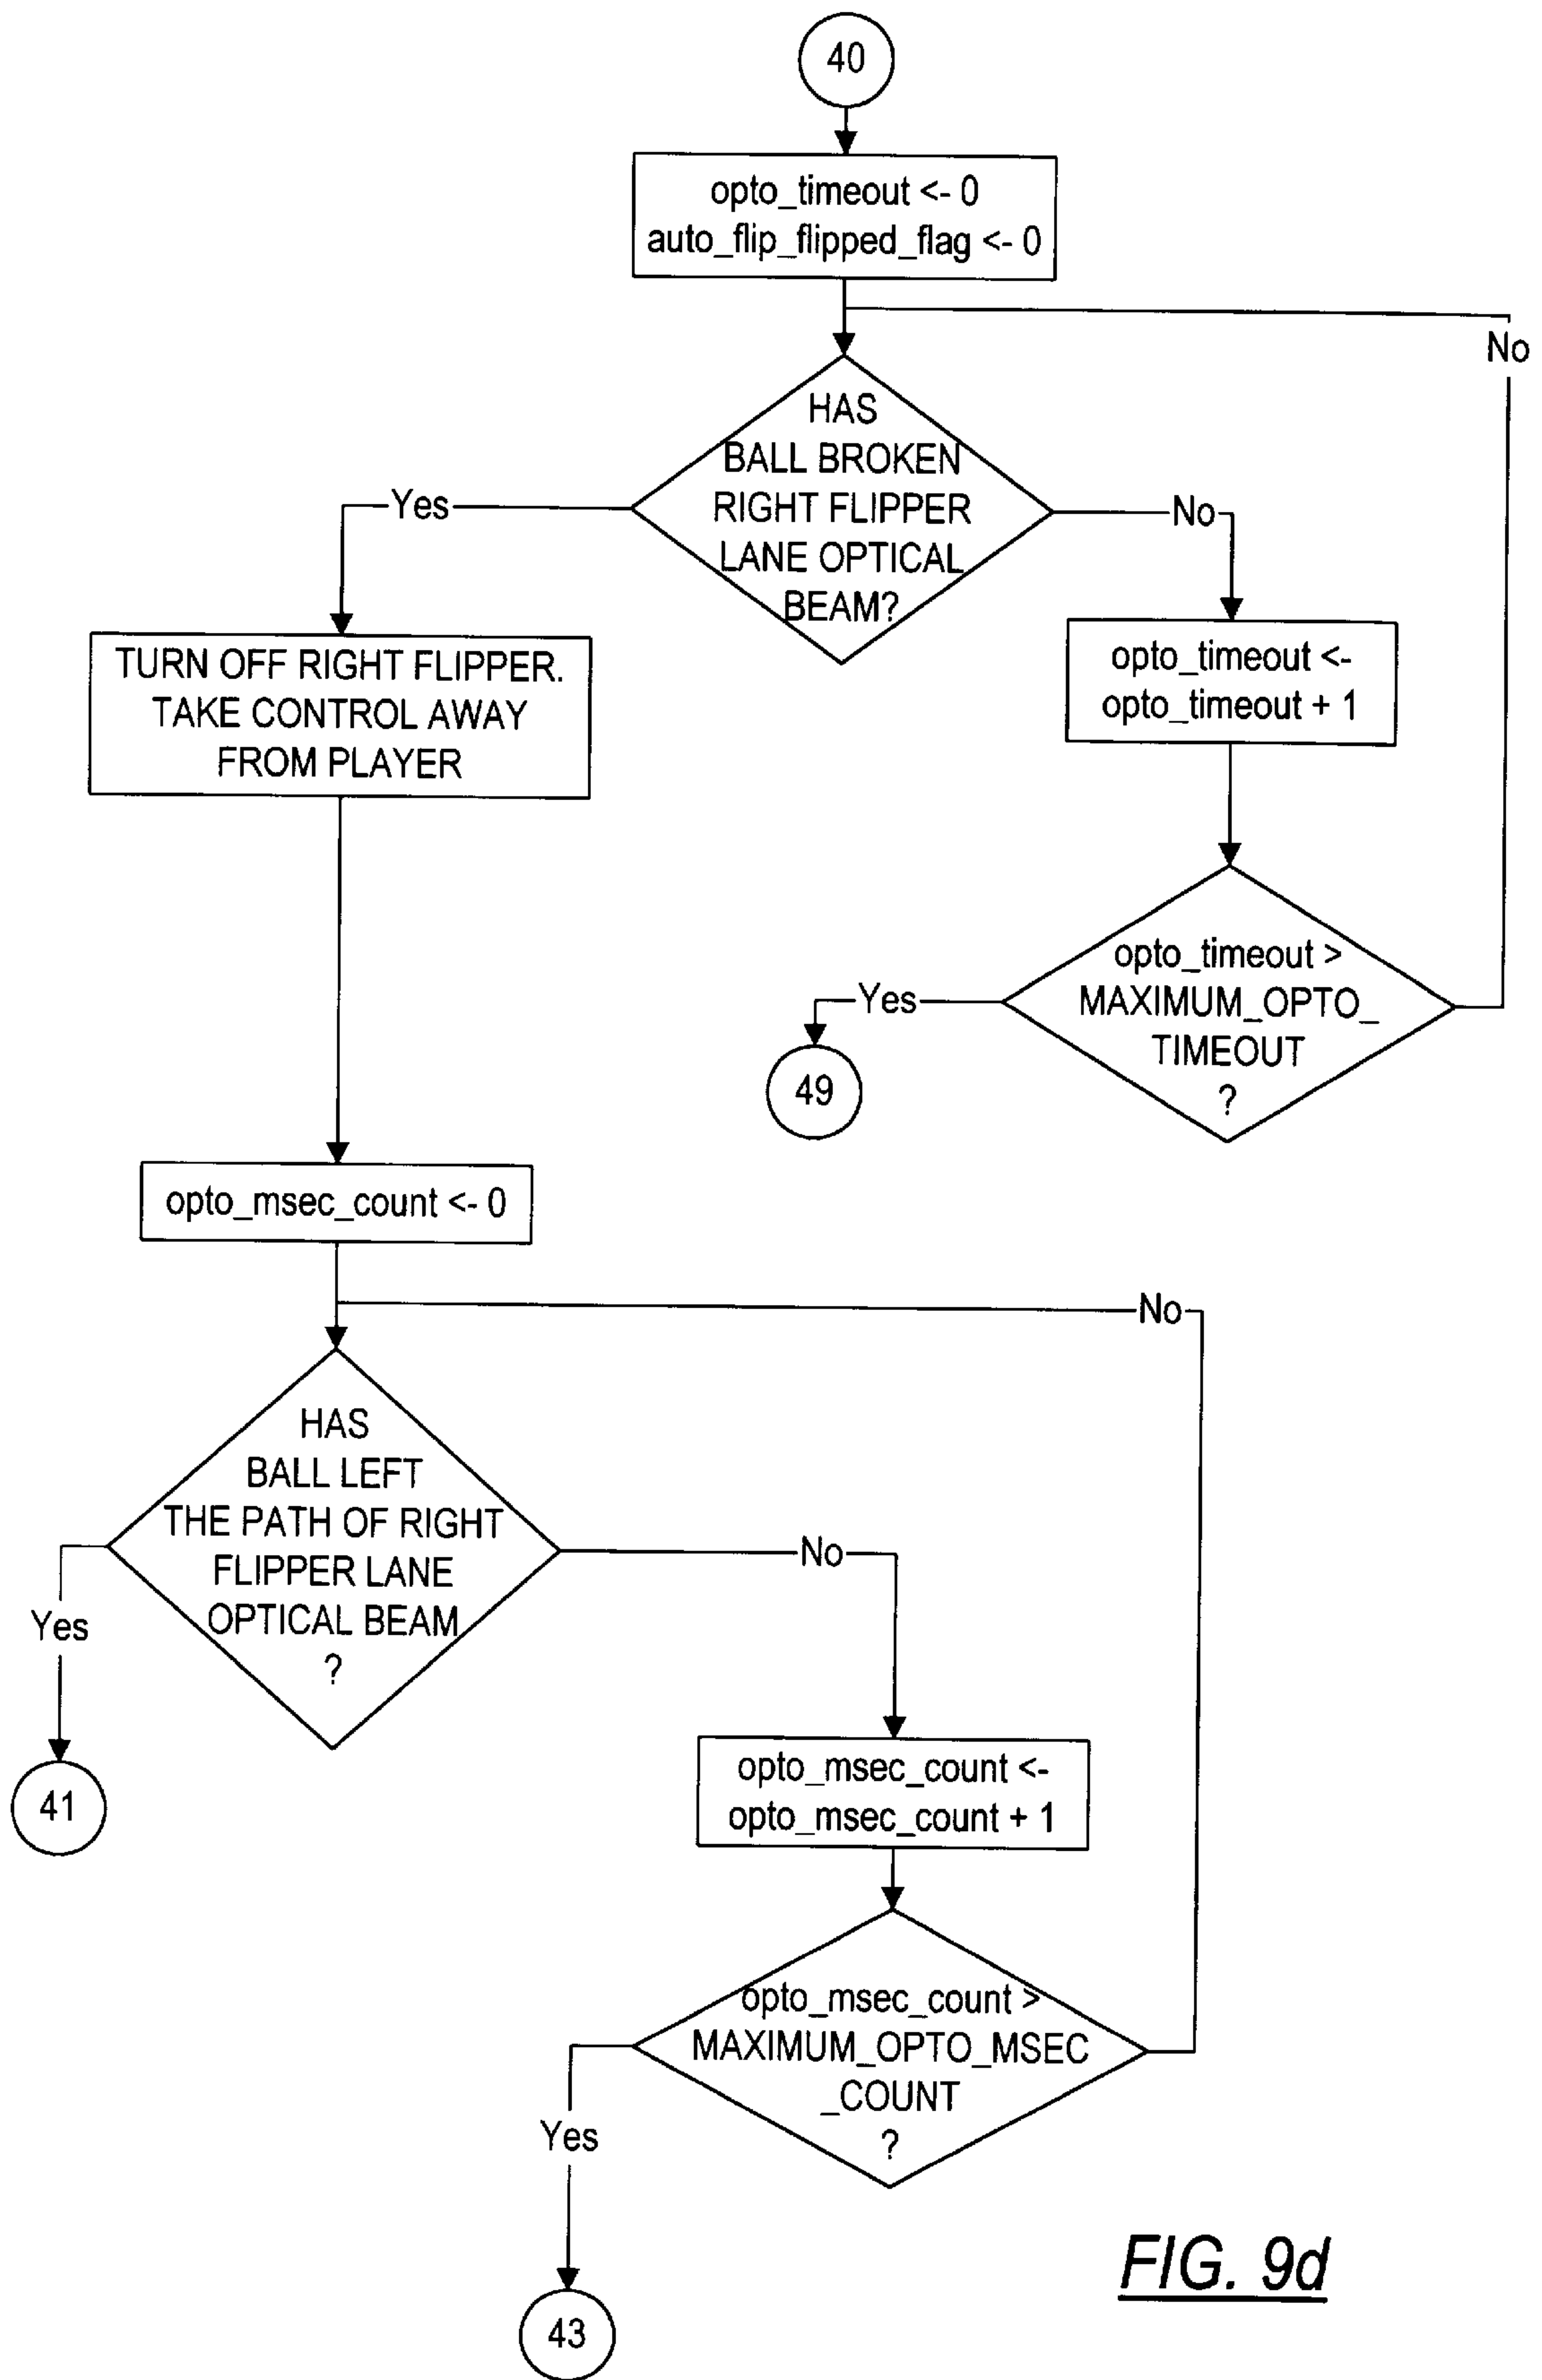 40
opto_timeout <- 0
auto_flip_flipped_flag <- 0
No
HAS
BALL BROKEN
RIGHT FLIPPER
LANE OPTICAL
BEAM?
Yes
No
TURN OFF RIGHT FLIPPER.
TAKE CONTROL AWAY
FROM PLAYER
opto_timeout <-
opto_timeout + 1
opto_timeout >
MAXIMUM_OPTO_
TIMEOUT
?
Yes
49
opto_msec_count <- 0
No
HAS
BALL LEFT
THE PATH OF RIGHT
FLIPPER LANE
OPTICAL BEAM
?
Yes
No
41
opto_msec_count <-
opto_msec_count + 1
opto_msec_count >
MAXIMUM_OPTO_MSEC
_COUNT
?
Yes
43
FIG. 9d